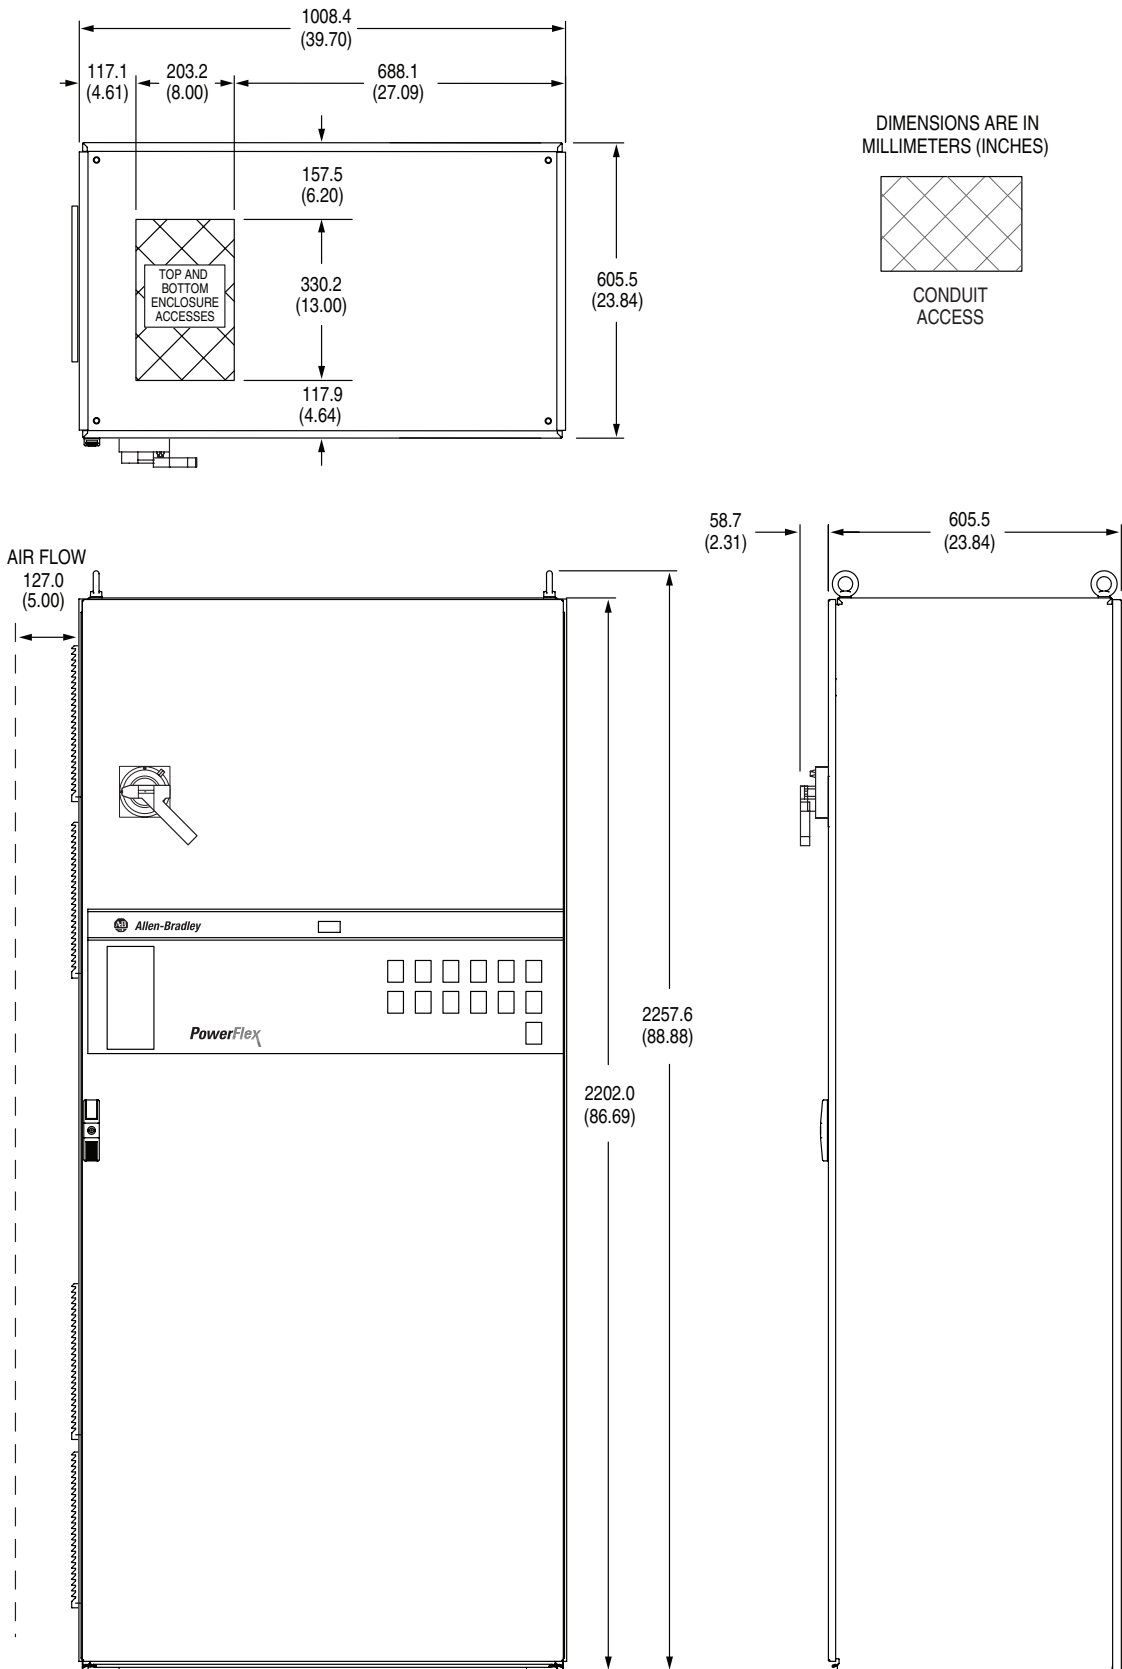 1008.4
(39.70)
117.1
(4.61)
203.2
(8.00)
688.1
(27.09)
DIMENSIONS ARE IN
MILLIMETERS (INCHES)
157.5
(6.20)
TOP AND
BOTTOM
ENCLOSURE
ACCESSES
330.2
(13.00)
605.5
(23.84)
CONDUIT
ACCESS
117.9
(4.64)
58.7
(2.31)
605.5
(23.84)
AIR FLOW
127.0
(5.00)
Allen-Bradley
PowerFlex
2257.6
(88.88)
2202.0
(86.69)